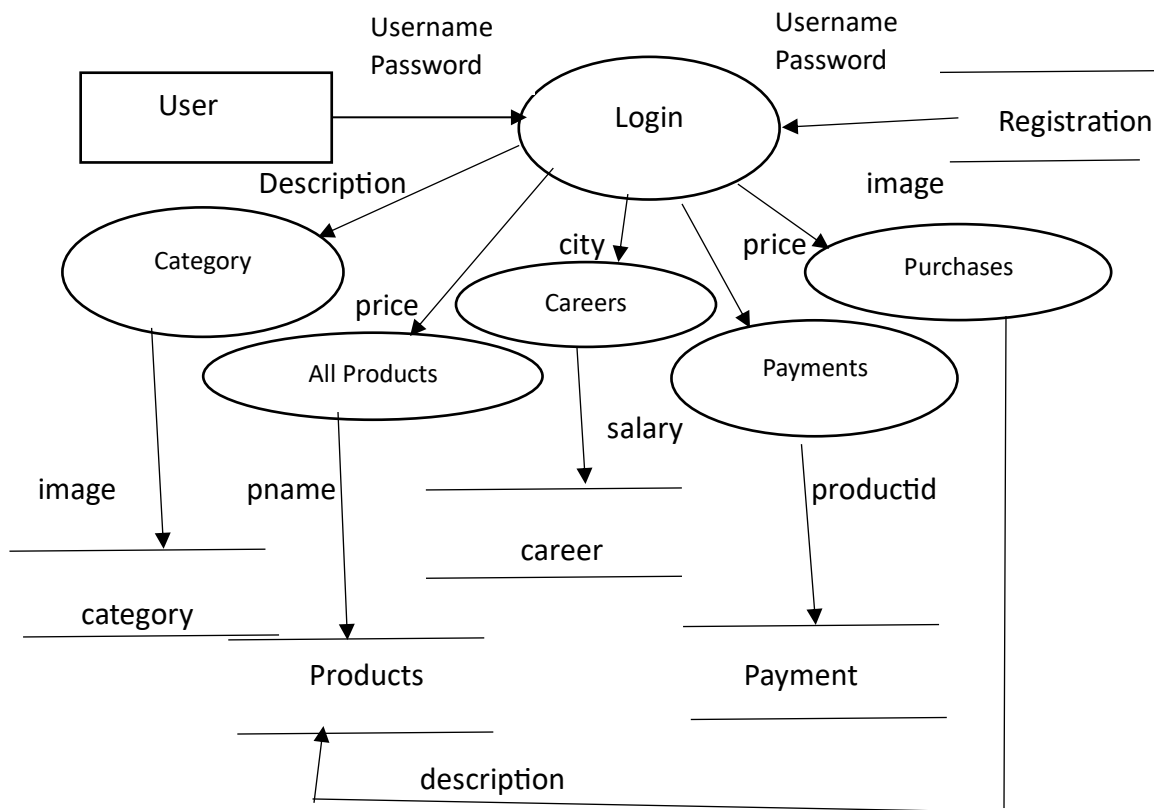 Username
Password
Username
Password
User
Login
Registration
Description
image
Category
city
price
Purchases
price
Careers
All Products
Payments
salary
image
pname
productid
career
category
Products
Payment
description